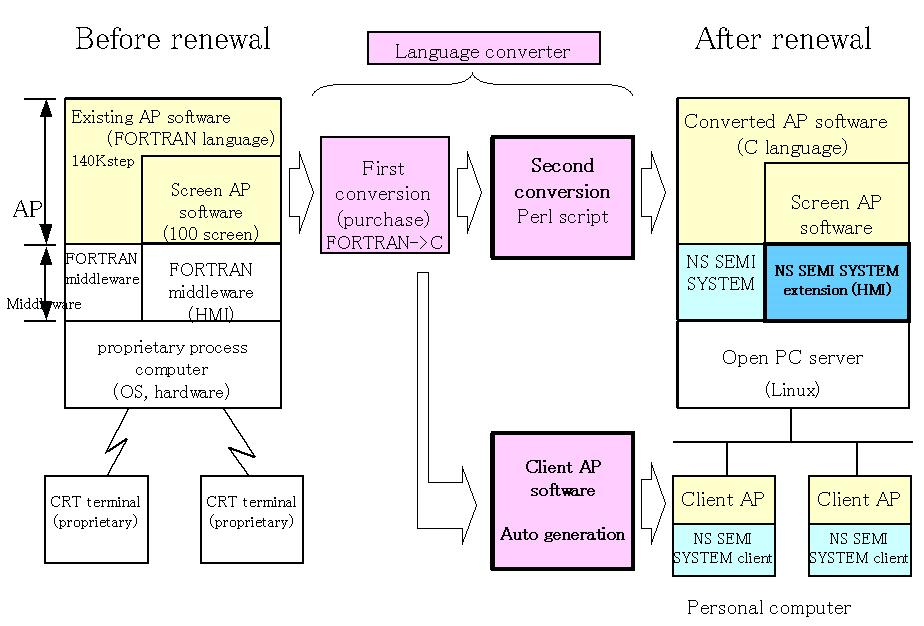 Before renewal
Language converter
After renewal
Existing AP software
(FORTRAN language)
140Kstep
Screen AP
software
(100 screen)
AP
FORTRAN
middleware
FORTRAN
middleware
(HMI)
Middleware
proprietary process
computer
(OS, hardware)
CRT terminal
(proprietary)
CRT terminal
(proprietary)
First
conversion
(purchase)
FORTRAN->C
Second
conversion
Perl script
Client AP
software
Auto generation
Converted AP software
(C language)
Screen AP
software
NS SEMI
SYSTEM
NS SEMI SYSTEM
extension (HMI)
Open PC server
(Linux)
Client AP
NS SEMI
SYSTEM client
Client AP
NS SEMI
SYSTEM client
Personal computer